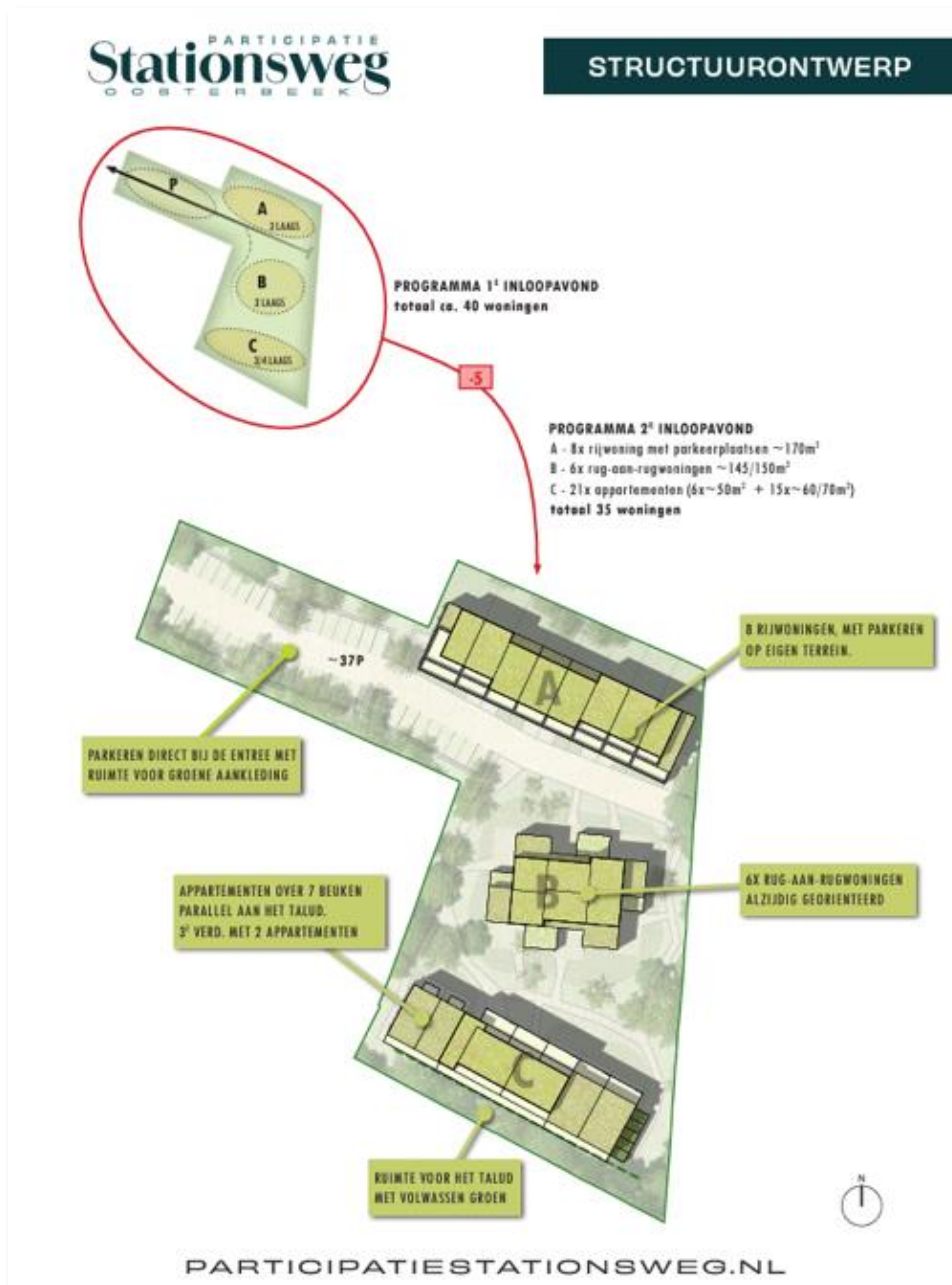 PARTICIPATIE
Stationsweg
OOSTERBEEK
STRUCTUURONTWERP
P
A
3 LAAGS
B
3 LAAGS
C
3/4 LAAGS
PROGRAMMA 1E INLOOPAVOND
totaal ca. 40 woningen
-5
PROGRAMMA 2E INLOOPAVOND
A - 8x rijwoning met parkeerplaatsen ~170m²
B - 6x rug-aan-rugwoningen ~145/150m²
C - 21x appartementen (6x~50m² + 15x~60/70m²)
totaal 35 woningen
8 RIJWONINGEN, MET PARKEREN
OP EIGEN TERREIN.
~37P
A
PARKEREN DIRECT BIJ DE ENTREE MET
RUIMTE VOOR GROENE AANKLEDING
B
6X RUG-AAN-RUGWONINGEN
ALZIJDIG GEORIENTEERD
APPARTEMENTEN OVER 7 BEUKEN
PARALLEL AAN HET TALUD.
3E VERD. MET 2 APPARTEMENTEN
C
RUIMTE VOOR HET TALUD
MET VOLWASSEN GROEN
N
PARTICIPATIESTATIONSWEG.NL